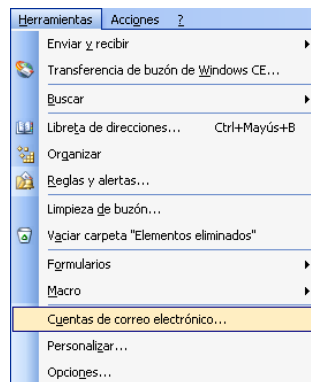 Herramientas Acciones ?
Enviar y recibir
Transferencia de buzón de Windows CE...
Buscar
Libreta de direcciones... Ctrl+Mayús+B
Organizar
Reglas y alertas...
Limpieza de buzón...
Vaciar carpeta "Elementos eliminados"
Formularios
Macro
Cuentas de correo electrónico...
Personalizar...
Opciones...